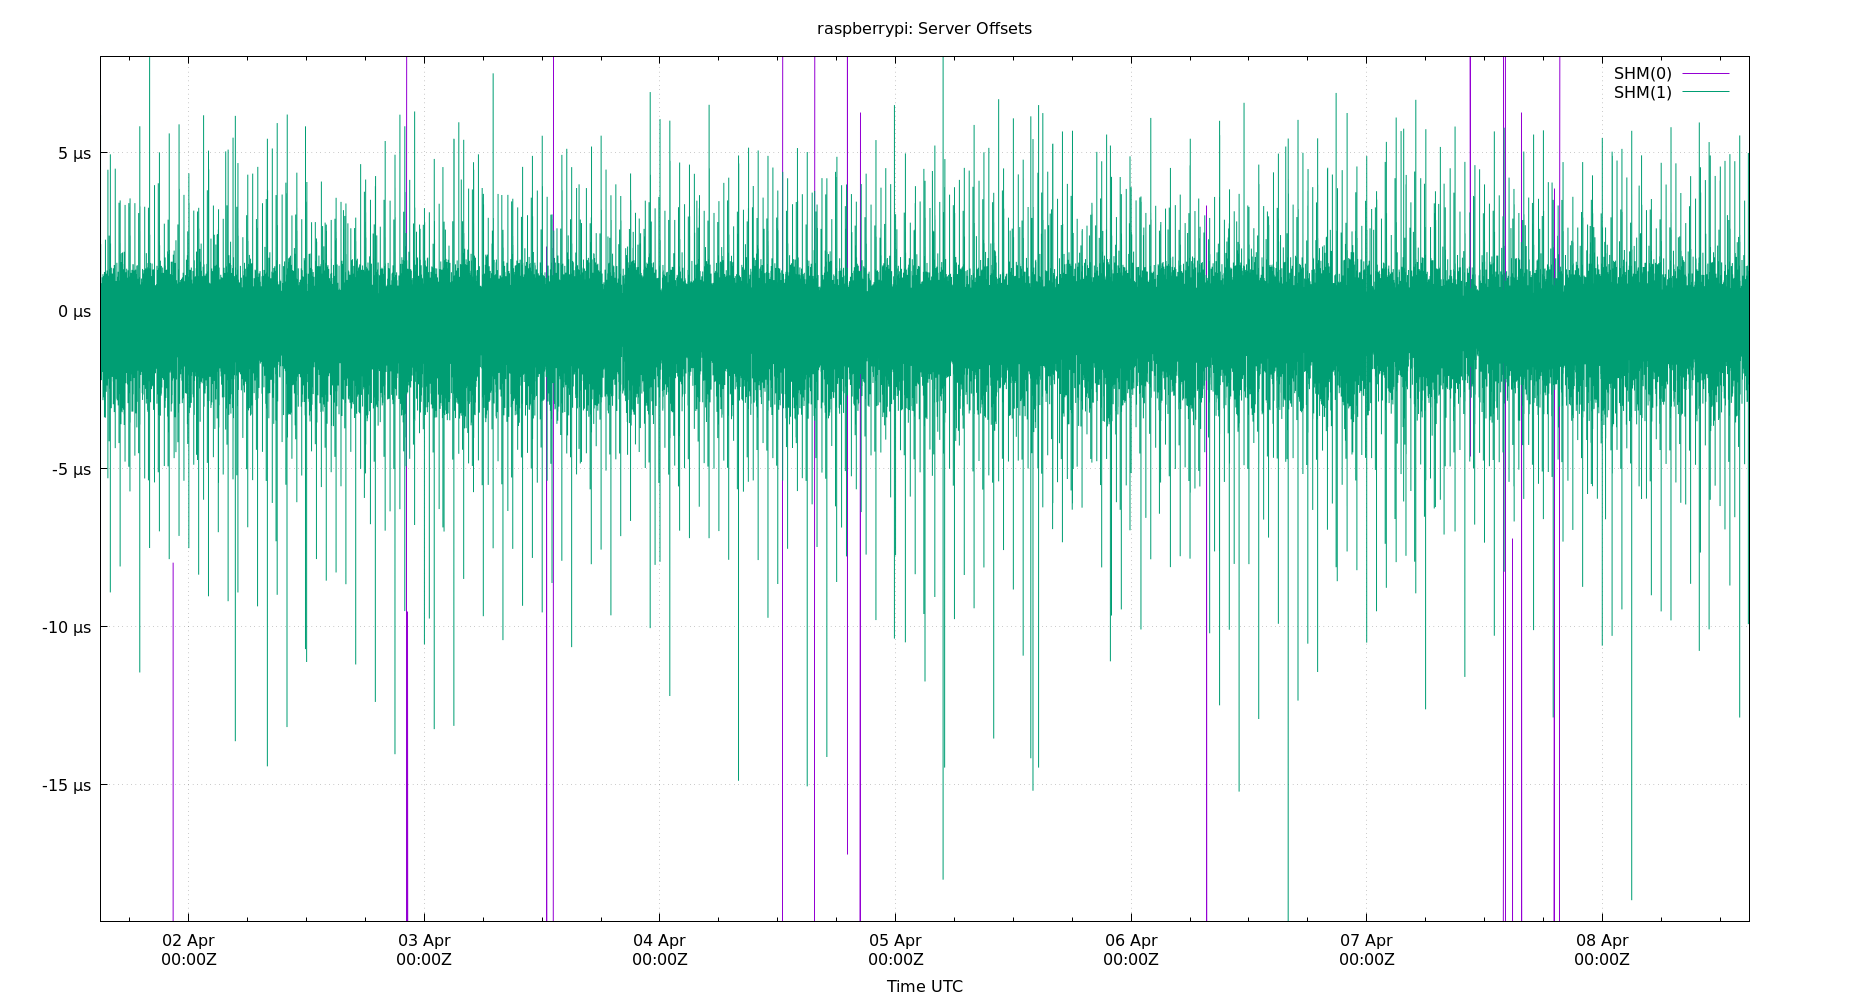 raspberrypi: Server Offsets
SHM(0)
SHM(1)
5 µs
0 µs
-5 µs
-10 µs
-15 µs
02 Apr 03 Apr 04 Apr 05 Apr 06 Apr 07 Apr 08 Apr
00:00Z 00:00Z 00:00Z 00:00Z 00:00Z 00:00Z 00:00Z
Time UTC